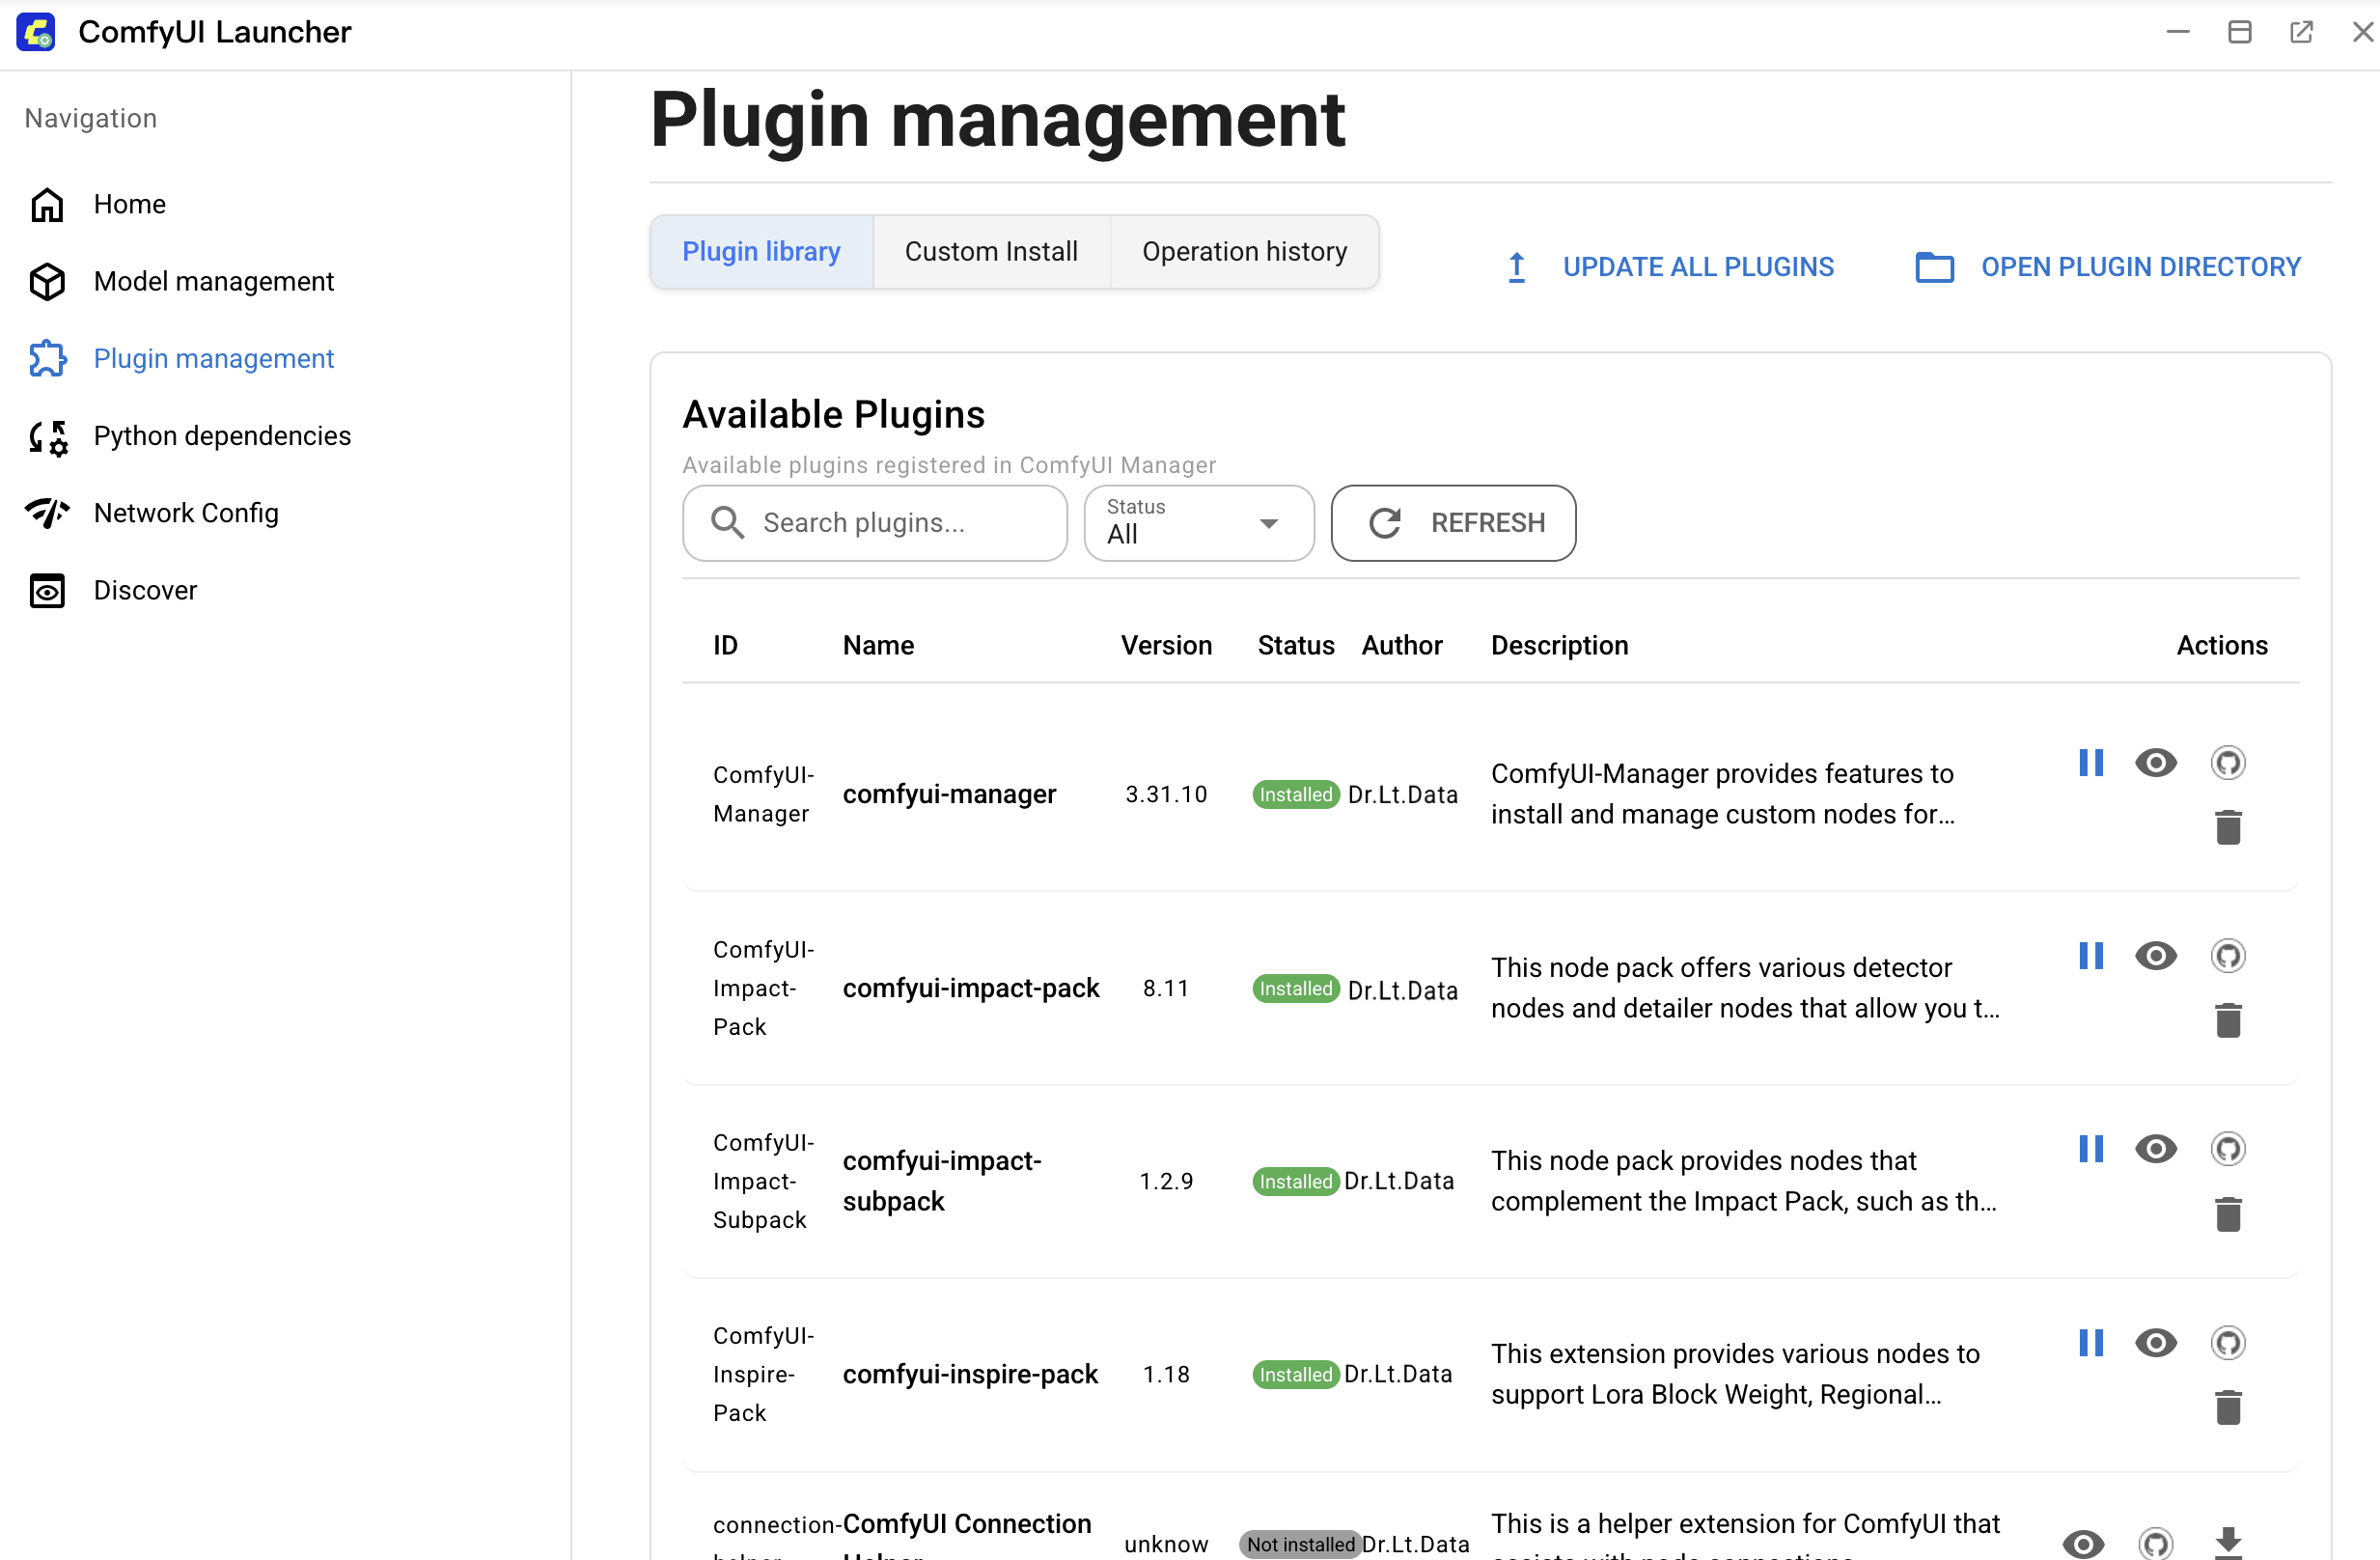 ComfyUI Launcher
Navigation
Home
Model management
Plugin management
Python dependencies
Network Config
Discover
Plugin management
Plugin library
Custom Install
Operation history
UPDATE ALL PLUGINS
OPEN PLUGIN DIRECTORY
Available Plugins
Available plugins registered in ComfyUI Manager
Search plugins...
Status
All
REFRESH
ID Name Version Status Author Description Actions
ComfyUI-
Manager
comfyui-manager
3.31.10
Installed
Dr.Lt.Data
ComfyUI-Manager provides features to
install and manage custom nodes for...
ComfyUI-
Impact-
Pack
comfyui-impact-pack
8.11
Installed
Dr.Lt.Data
This node pack offers various detector
nodes and detailer nodes that allow you t...
ComfyUI-
Impact-
Subpack
comfyui-impact-
subpack
1.2.9
Installed
Dr.Lt.Data
This node pack provides nodes that
complement the Impact Pack, such as th...
ComfyUI-
Inspire-
Pack
comfyui-inspire-pack
1.18
Installed
Dr.Lt.Data
This extension provides various nodes to
support Lora Block Weight, Regional...
connection-
ComfyUI Connection
unknow
Not installed
Dr.Lt.Data
This is a helper extension for ComfyUI that